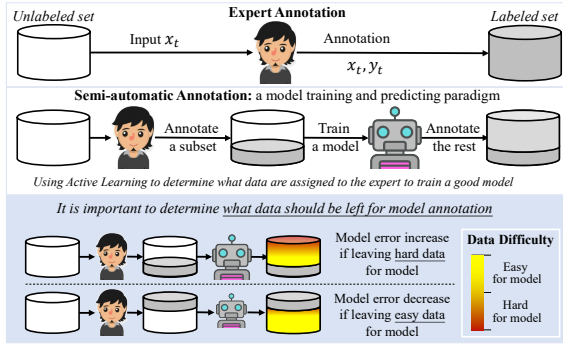 Unlabeled set
Expert Annotation
Labeled set
Input x_t
Annotation
x_t, y_t
Semi-automatic Annotation: a model training and predicting paradigm
Annotate
a subset
Train
a model
Annotate
the rest
Using Active Learning to determine what data are assigned to the expert to train a good model
It is important to determine what data should be left for model annotation
Model error increase
if leaving hard data
for model
Model error decrease
if leaving easy data
for model
Data Difficulty
Easy
for model
Hard
for model